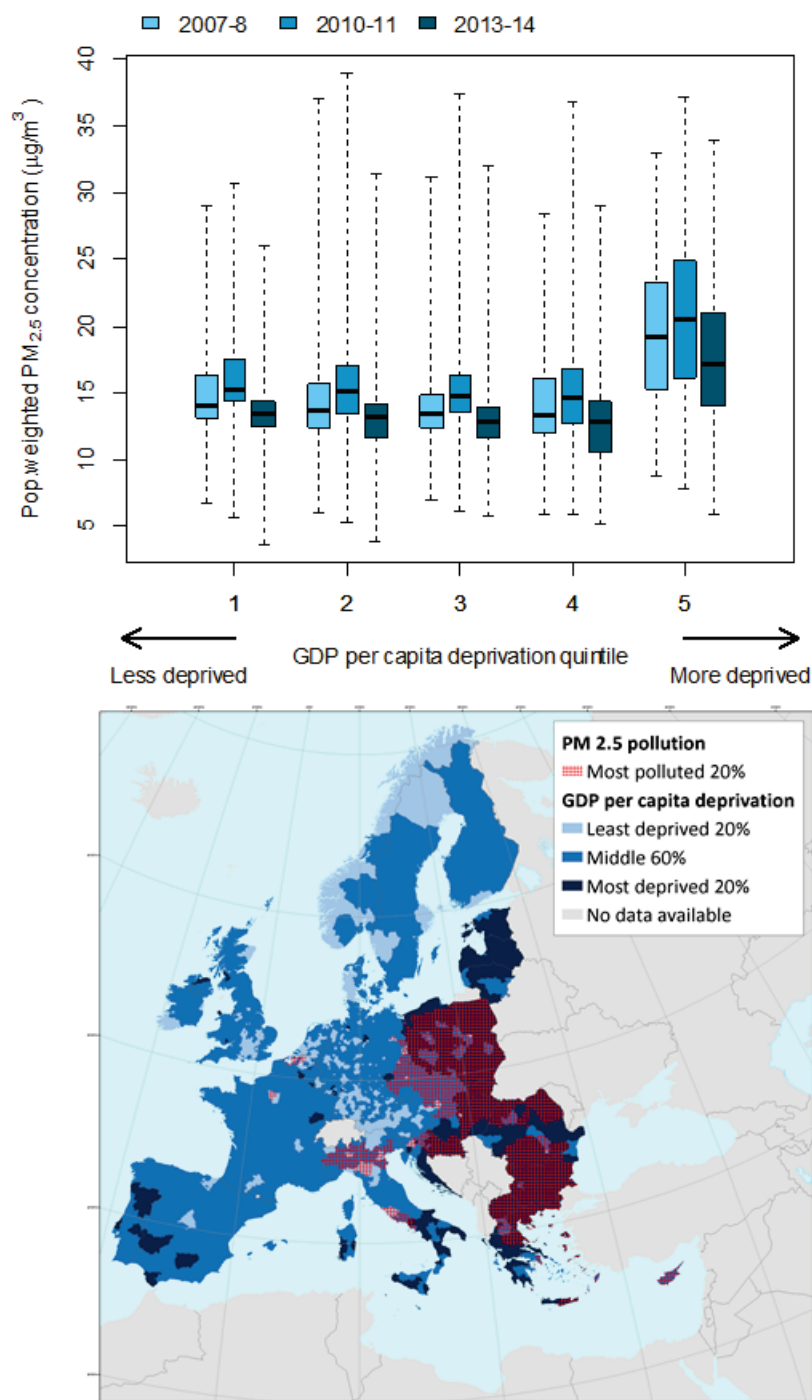 2007-8 2010-11 2013-14
40
35
30
25
20
15
10
5
Pop.weighted PM2.5 concentration (µg/m³)
1 2 3 4 5
GDP per capita deprivation quintile
Less deprived More deprived
PM 2.5 pollution
Most polluted 20%
GDP per capita deprivation
Least deprived 20%
Middle 60%
Most deprived 20%
No data available